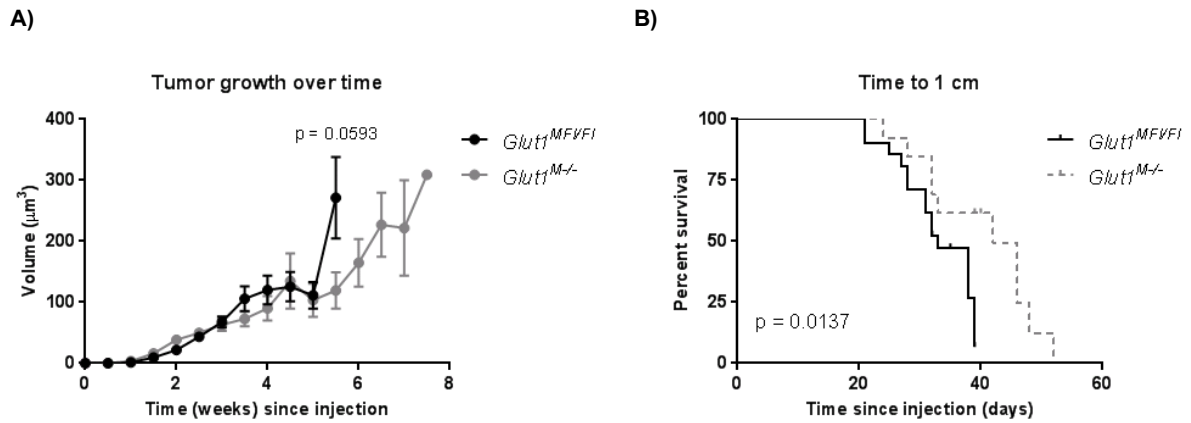 A)
Tumor growth over time
400
300
200
100
0
Volume (μm³)
0 2 4 6 8
Time (weeks) since injection
p = 0.0593
Glut1^MFl/Fl
Glut1^M-/-
B)
Time to 1 cm
100
75
50
25
0
Percent survival
0 20 40 60
Time since injection (days)
p = 0.0137
Glut1^MFl/Fl
Glut1^M-/-